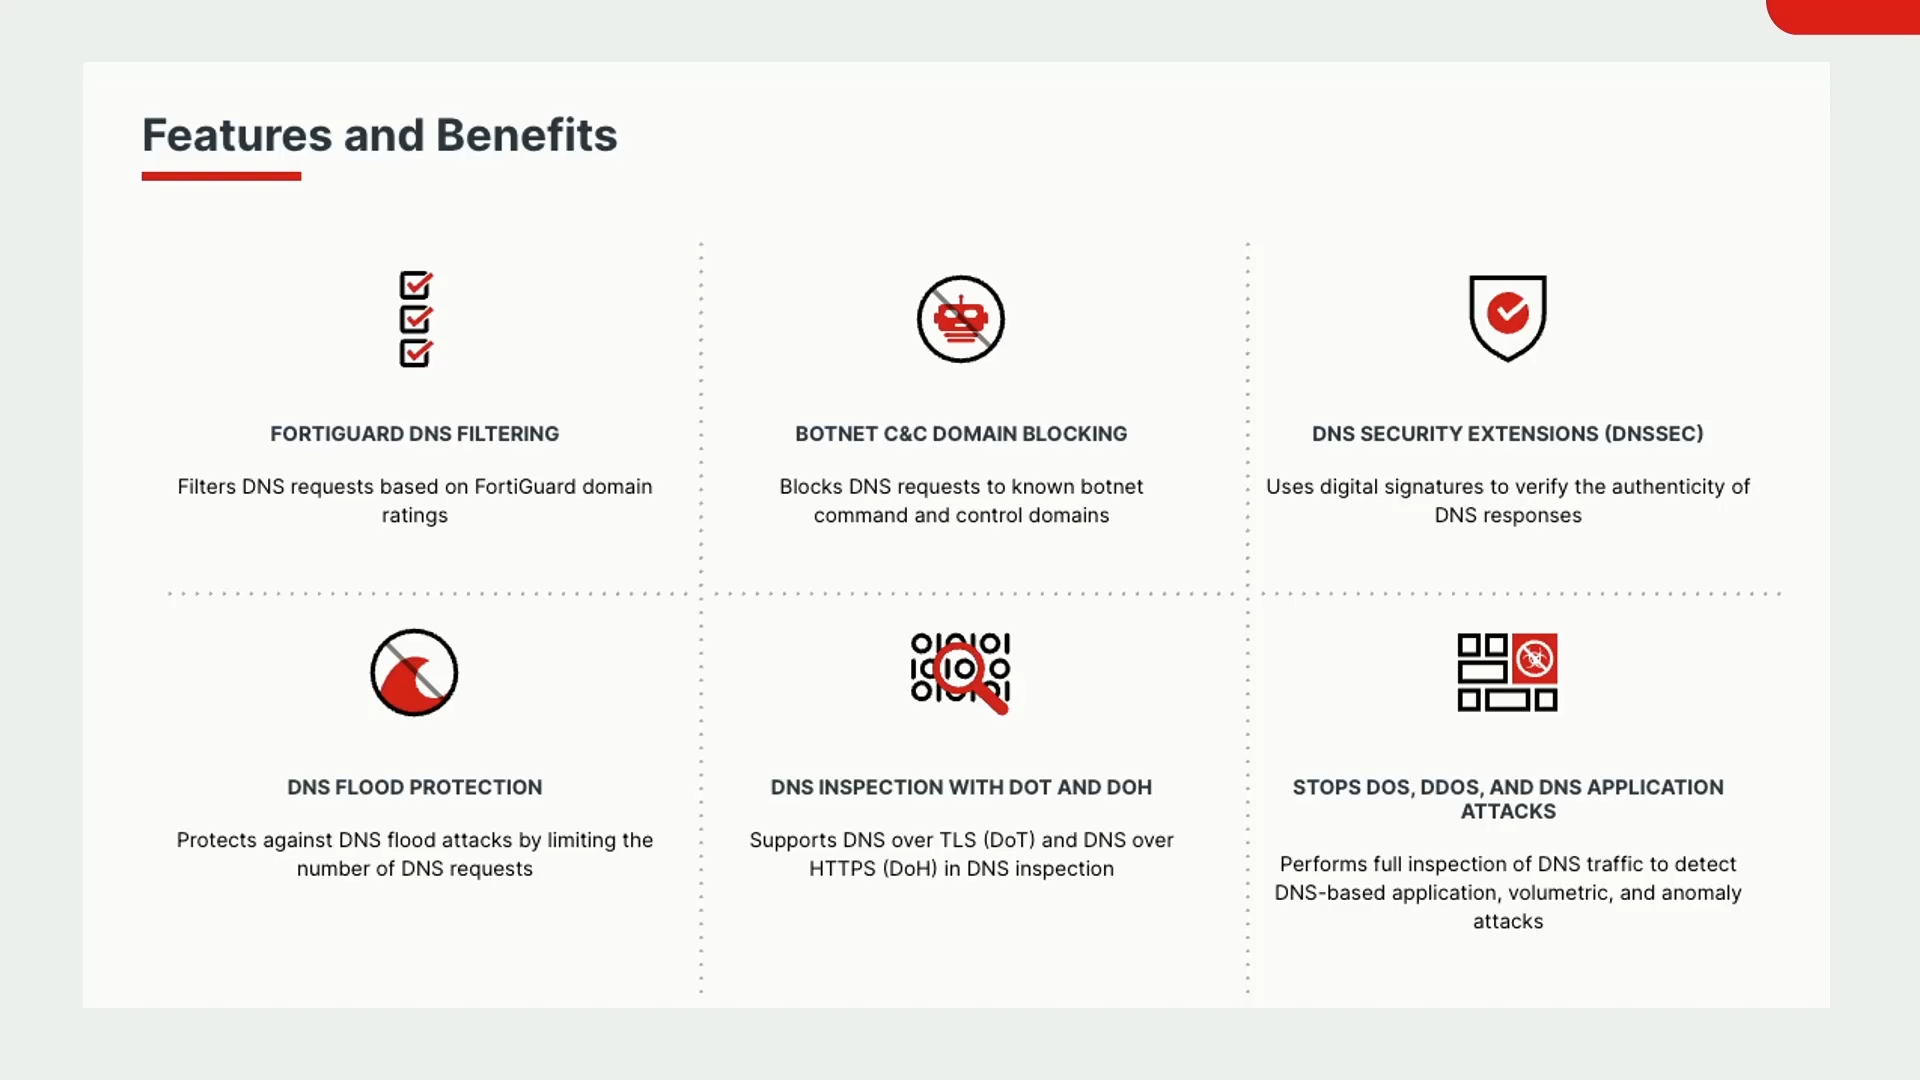 Features and Benefits
FORTIGUARD DNS FILTERING
Filters DNS requests based on FortiGuard domain
ratings
BOTNET C&C DOMAIN BLOCKING
Blocks DNS requests to known botnet
command and control domains
DNS SECURITY EXTENSIONS (DNSSEC)
Uses digital signatures to verify the authenticity of
DNS responses
DNS FLOOD PROTECTION
Protects against DNS flood attacks by limiting the
number of DNS requests
DNS INSPECTION WITH DOT AND DOH
Supports DNS over TLS (DoT) and DNS over
HTTPS (DoH) in DNS inspection
STOPS DOS, DDOS, AND DNS APPLICATION
ATTACKS
Performs full inspection of DNS traffic to detect
DNS-based application, volumetric, and anomaly
attacks